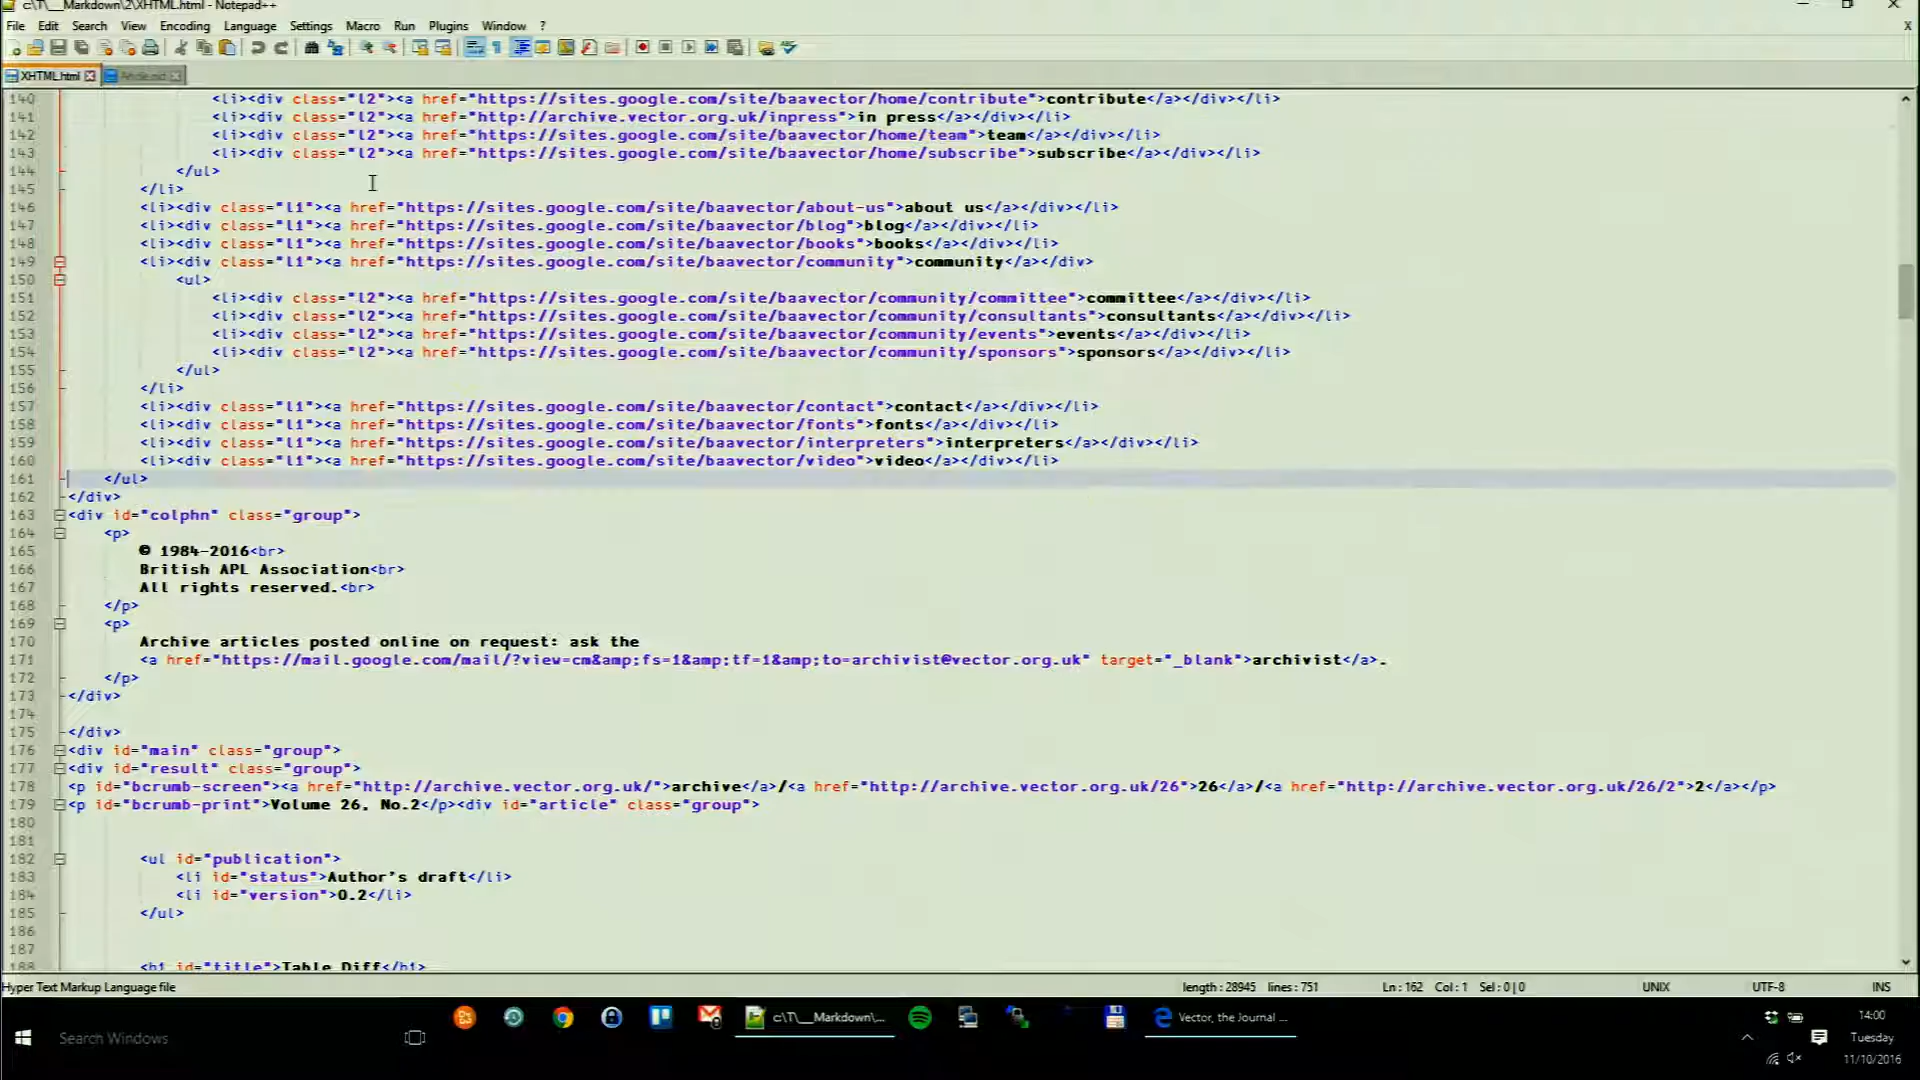 c:\T\__Markdown\2\XHTML.html - Notepad++
File Edit Search View Encoding Language Settings Macro Run Plugins Window ? X
XHTML.html
140 <li><div class="l2"><a href="https://sites.google.com/site/baavector/home/contribute">contribute</a></div></li>
141 <li><div class="l2"><a href="http://archive.vector.org.uk/inpress">in press</a></div></li>
142 <li><div class="l2"><a href="https://sites.google.com/site/baavector/home/team">team</a></div></li>
143 <li><div class="l2"><a href="https://sites.google.com/site/baavector/home/subscribe">subscribe</a></div></li>
144 </ul>
145 </li>
146 <li><div class="l1"><a href="https://sites.google.com/site/baavector/about-us">about us</a></div></li>
147 <li><div class="l1"><a href="https://sites.google.com/site/baavector/blog">blog</a></div></li>
148 <li><div class="l1"><a href="https://sites.google.com/site/baavector/books">books</a></div></li>
149 <li><div class="l1"><a href="https://sites.google.com/site/baavector/community">community</a></div>
150 <ul>
151 <li><div class="l2"><a href="https://sites.google.com/site/baavector/community/committee">committee</a></div></li>
152 <li><div class="l2"><a href="https://sites.google.com/site/baavector/community/consultants">consultants</a></div></li>
153 <li><div class="l2"><a href="https://sites.google.com/site/baavector/community/events">events</a></div></li>
154 <li><div class="l2"><a href="https://sites.google.com/site/baavector/community/sponsors">sponsors</a></div></li>
155 </ul>
156 </li>
157 <li><div class="l1"><a href="https://sites.google.com/site/baavector/contact">contact</a></div></li>
158 <li><div class="l1"><a href="https://sites.google.com/site/baavector/fonts">fonts</a></div></li>
159 <li><div class="l1"><a href="https://sites.google.com/site/baavector/interpreters">interpreters</a></div></li>
160 <li><div class="l1"><a href="https://sites.google.com/site/baavector/video">video</a></div></li>
161 </ul>
162 </div>
163 <div id="colphn" class="group">
164 <p>
165 © 1984-2016<br>
166 British APL Association<br>
167 All rights reserved.<br>
168 </p>
169 <p>
170 Archive articles posted online on request: ask the
171 <a href="https://mail.google.com/mail/?view=cm&amp;fs=1&amp;tf=1&amp;to=archivist@vector.org.uk" target="_blank">archivist</a>.
172 </p>
173 </div>
174
175 </div>
176 <div id="main" class="group">
177 <div id="result" class="group">
178 <p id="bcrumb-screen"><a href="http://archive.vector.org.uk/">archive</a>/<a href="http://archive.vector.org.uk/26">26</a>/<a href="http://archive.vector.org.uk/26/2">2</a></p>
179 <p id="bcrumb-print">Volume 26, No.2</p><div id="article" class="group">
180
181
182 <ul id="publication">
183 <li id="status">Author's draft</li>
184 <li id="version">0.2</li>
185 </ul>
186
187
188 <h1 id="title">Table Diff</h1>
Hyper Text Markup Language file length : 28945 lines : 751 Ln : 162 Col : 1 Sel : 0 | 0 UNIX UTF-8 INS
Search Windows
c:\T\__Markdown\...
Vector, the Journal ...
14:00
Tuesday
11/10/2016